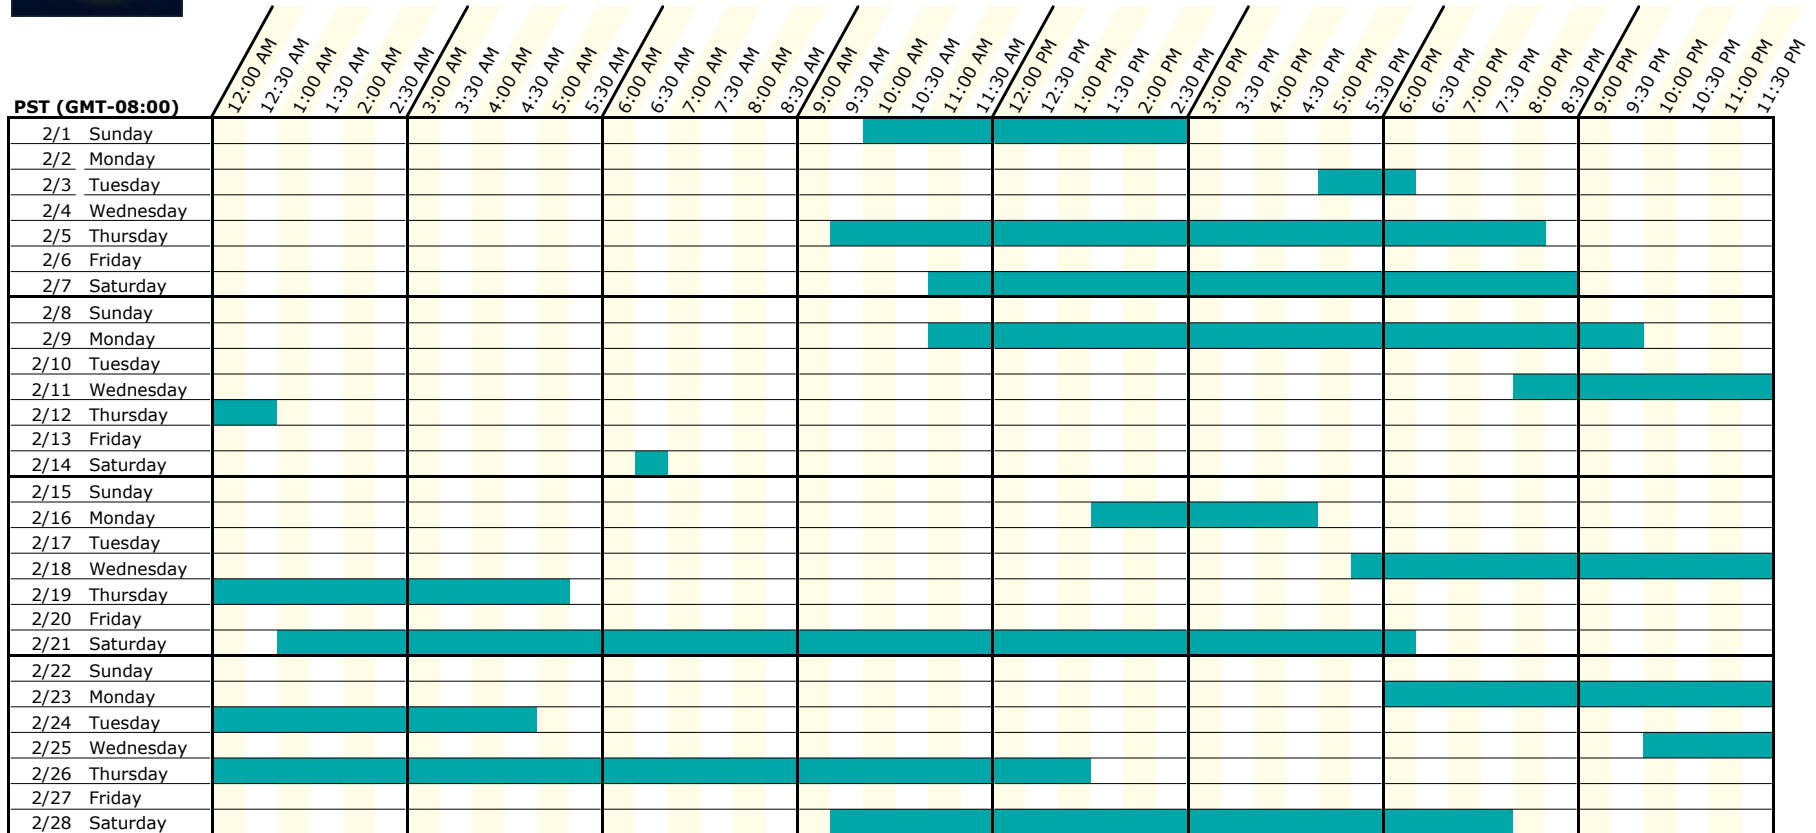 12:00 AM 12:30 AM 1:00 AM 1:30 AM 2:00 AM 2:30 AM 3:00 AM 3:30 AM 4:00 AM 4:30 AM 5:00 AM 5:30 AM 6:00 AM 6:30 AM 7:00 AM 7:30 AM 8:00 AM 8:30 AM 9:00 AM 9:30 AM 10:00 AM 10:30 AM 11:00 AM 11:30 AM 12:00 PM 12:30 PM 1:00 PM 1:30 PM 2:00 PM 2:30 PM 3:00 PM 3:30 PM 4:00 PM 4:30 PM 5:00 PM 5:30 PM 6:00 PM 6:30 PM 7:00 PM 7:30 PM 8:00 PM 8:30 PM 9:00 PM 9:30 PM 10:00 PM 10:30 PM 11:00 PM 11:30 PM
PST (GMT-08:00)
2/1 Sunday
2/2 Monday
2/3 Tuesday
2/4 Wednesday
2/5 Thursday
2/6 Friday
2/7 Saturday
2/8 Sunday
2/9 Monday
2/10 Tuesday
2/11 Wednesday
2/12 Thursday
2/13 Friday
2/14 Saturday
2/15 Sunday
2/16 Monday
2/17 Tuesday
2/18 Wednesday
2/19 Thursday
2/20 Friday
2/21 Saturday
2/22 Sunday
2/23 Monday
2/24 Tuesday
2/25 Wednesday
2/26 Thursday
2/27 Friday
2/28 Saturday